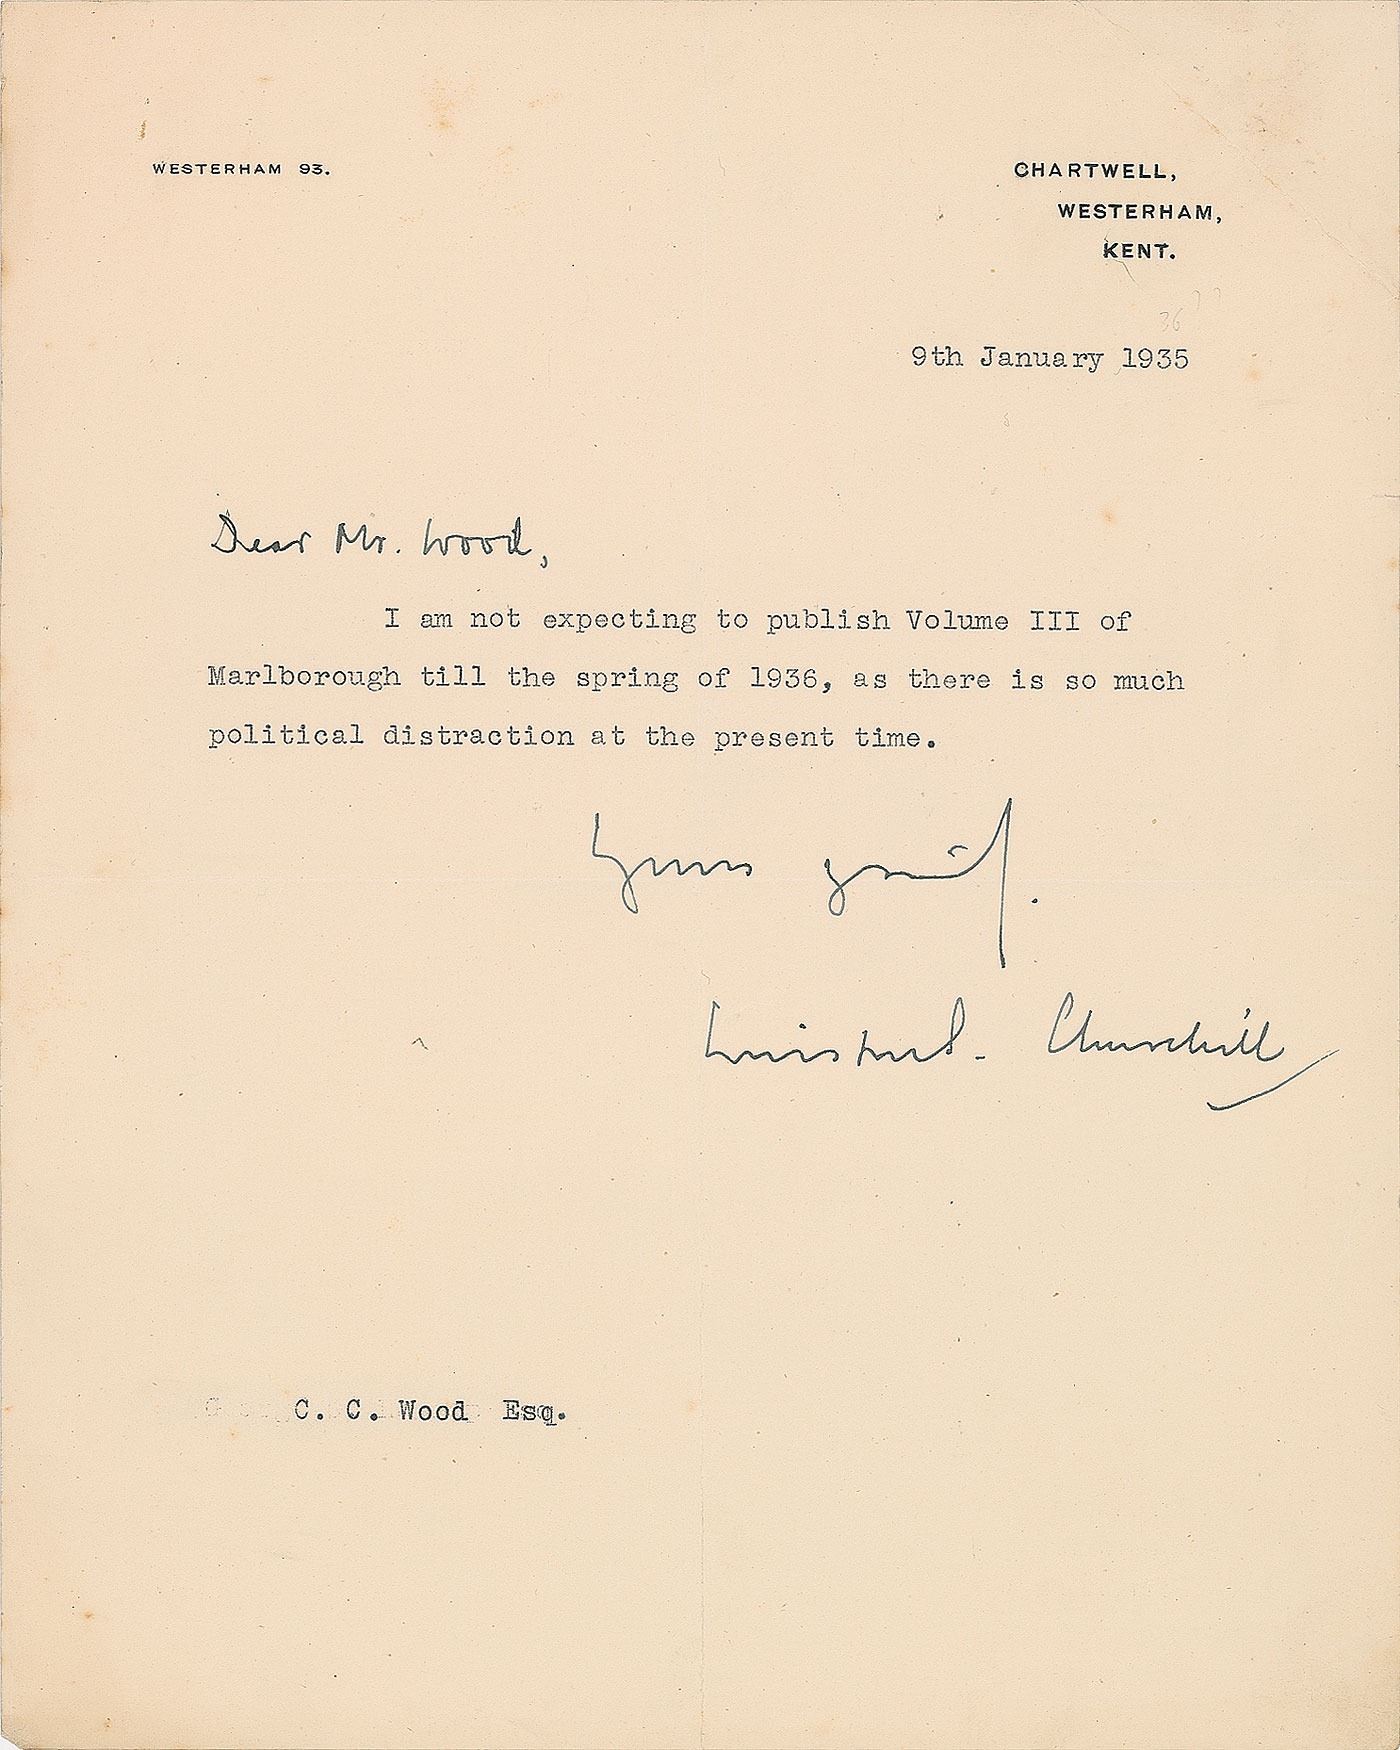 WESTERHAM 93.
CHARTWELL,
WESTERHAM,
KENT.
36
9th January 1935
Dear Mr. Wood,
I am not expecting to publish Volume III of
Marlborough till the spring of 1936, as there is so much
political distraction at the present time.
Yours
Winston S. Churchill
C. C. Wood Esq.